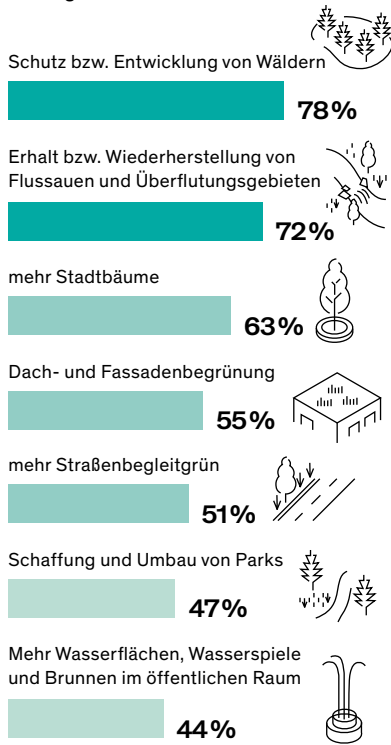 Schutz bzw. Entwicklung von Wäldern
78%
Erhalt bzw. Wiederherstellung von
Flussauen und Überflutungsgebieten
72%
mehr Stadtbäume
63%
Dach- und Fassadenbegrünung
55%
mehr Straßenbegleitgrün
51%
Schaffung und Umbau von Parks
47%
Mehr Wasserflächen, Wasserspiele
und Brunnen im öffentlichen Raum
44%